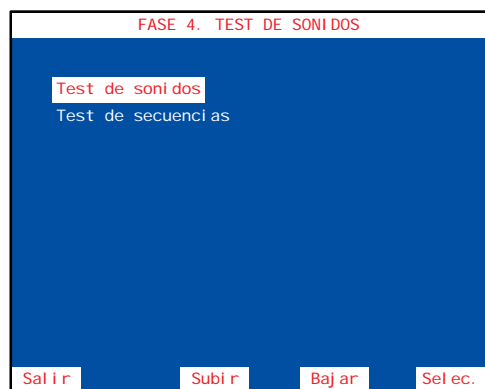 FASE 4. TEST DE SONIDOS
Test de sonidos
Test de secuencias
Salir Subir Bajar Selec.